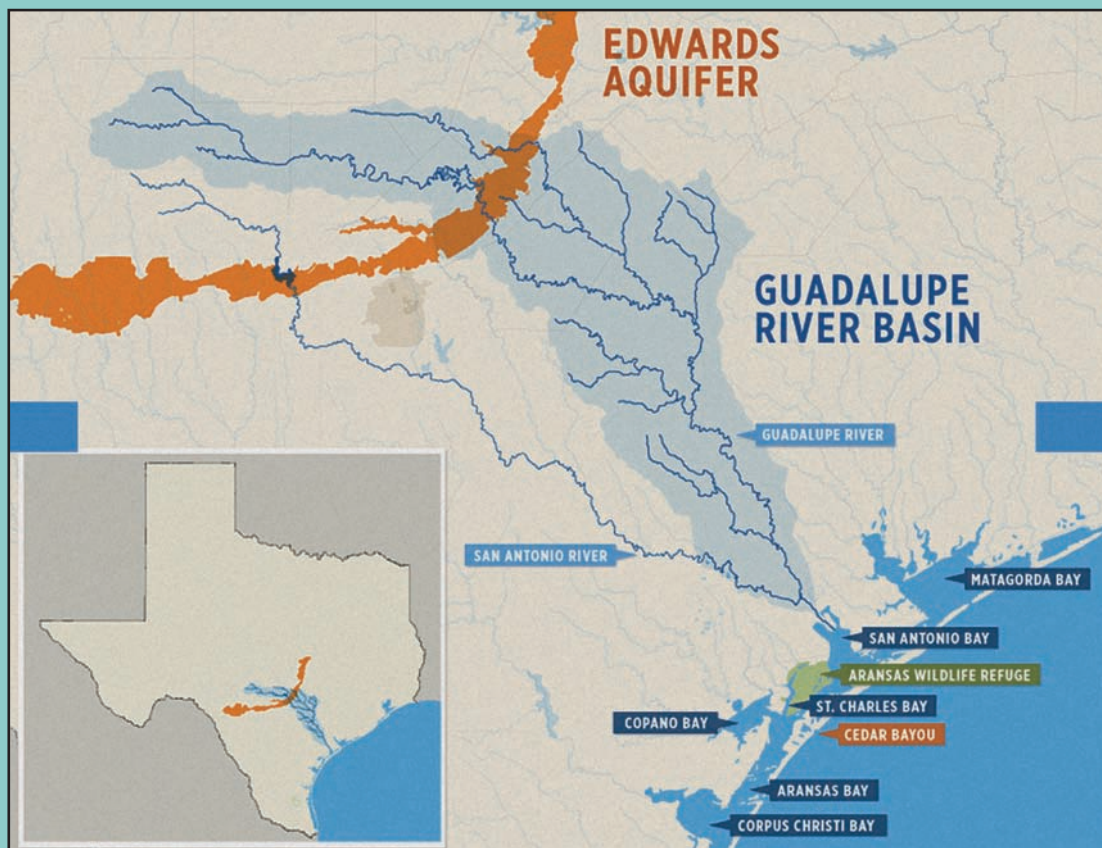 EDWARDS
AQUIFER
GUADALUPE
RIVER BASIN
GUADALUPE RIVER
SAN ANTONIO RIVER
MATAGORDA BAY
SAN ANTONIO BAY
ARANSAS WILDLIFE REFUGE
ST. CHARLES BAY
COPANO BAY
CEDAR BAYOU
ARANSAS BAY
CORPUS CHRISTI BAY